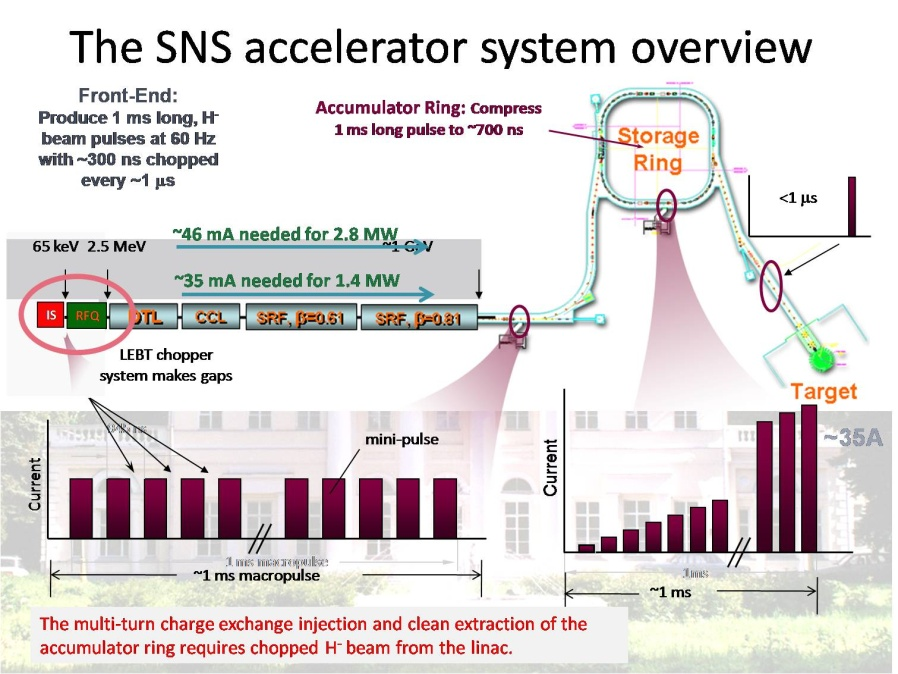 The SNS accelerator system overview
Front-End:
Produce 1 ms long, H-
beam pulses at 60 Hz
with ~300 ns chopped
every ~1 μs
Accumulator Ring: Compress
1 ms long pulse to ~700 ns
Storage
Ring
<1 μs
~46 mA needed for 2.8 MW
65 keV 2.5 MeV
~35 mA needed for 1.4 MW
IS
RFQ
DTL
CCL
SRF, β=0.61
SRF, β=0.81
LEBT chopper
system makes gaps
Target
~35A
mini-pulse
Current
Current
1 ms macropulse
~1 ms macropulse
1ms
~1 ms
The multi-turn charge exchange injection and clean extraction of the
accumulator ring requires chopped H- beam from the linac.